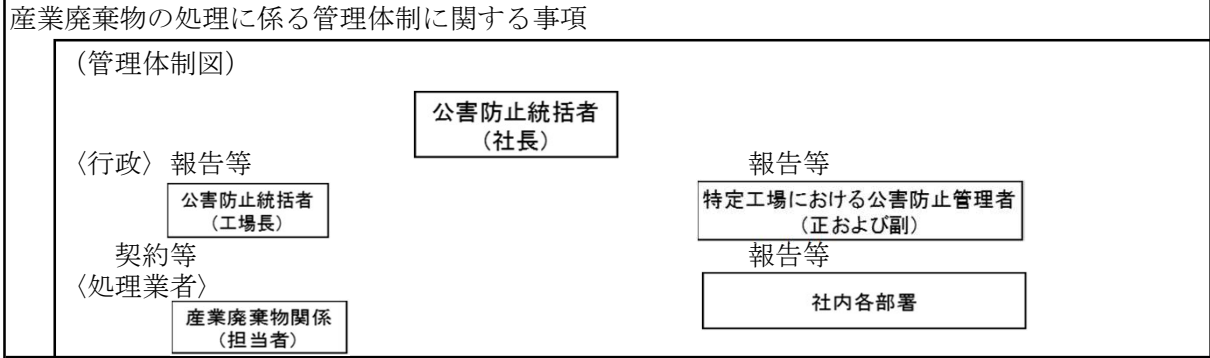 産業廃棄物の処理に係る管理体制に関する事項
（管理体制図）
公害防止統括者
（社長）
〈行政〉 報告等
報告等
公害防止統括者
（工場長）
特定工場における公害防止管理者
（正および副）
契約等
報告等
〈処理業者〉
社内各部署
産業廃棄物関係
（担当者）